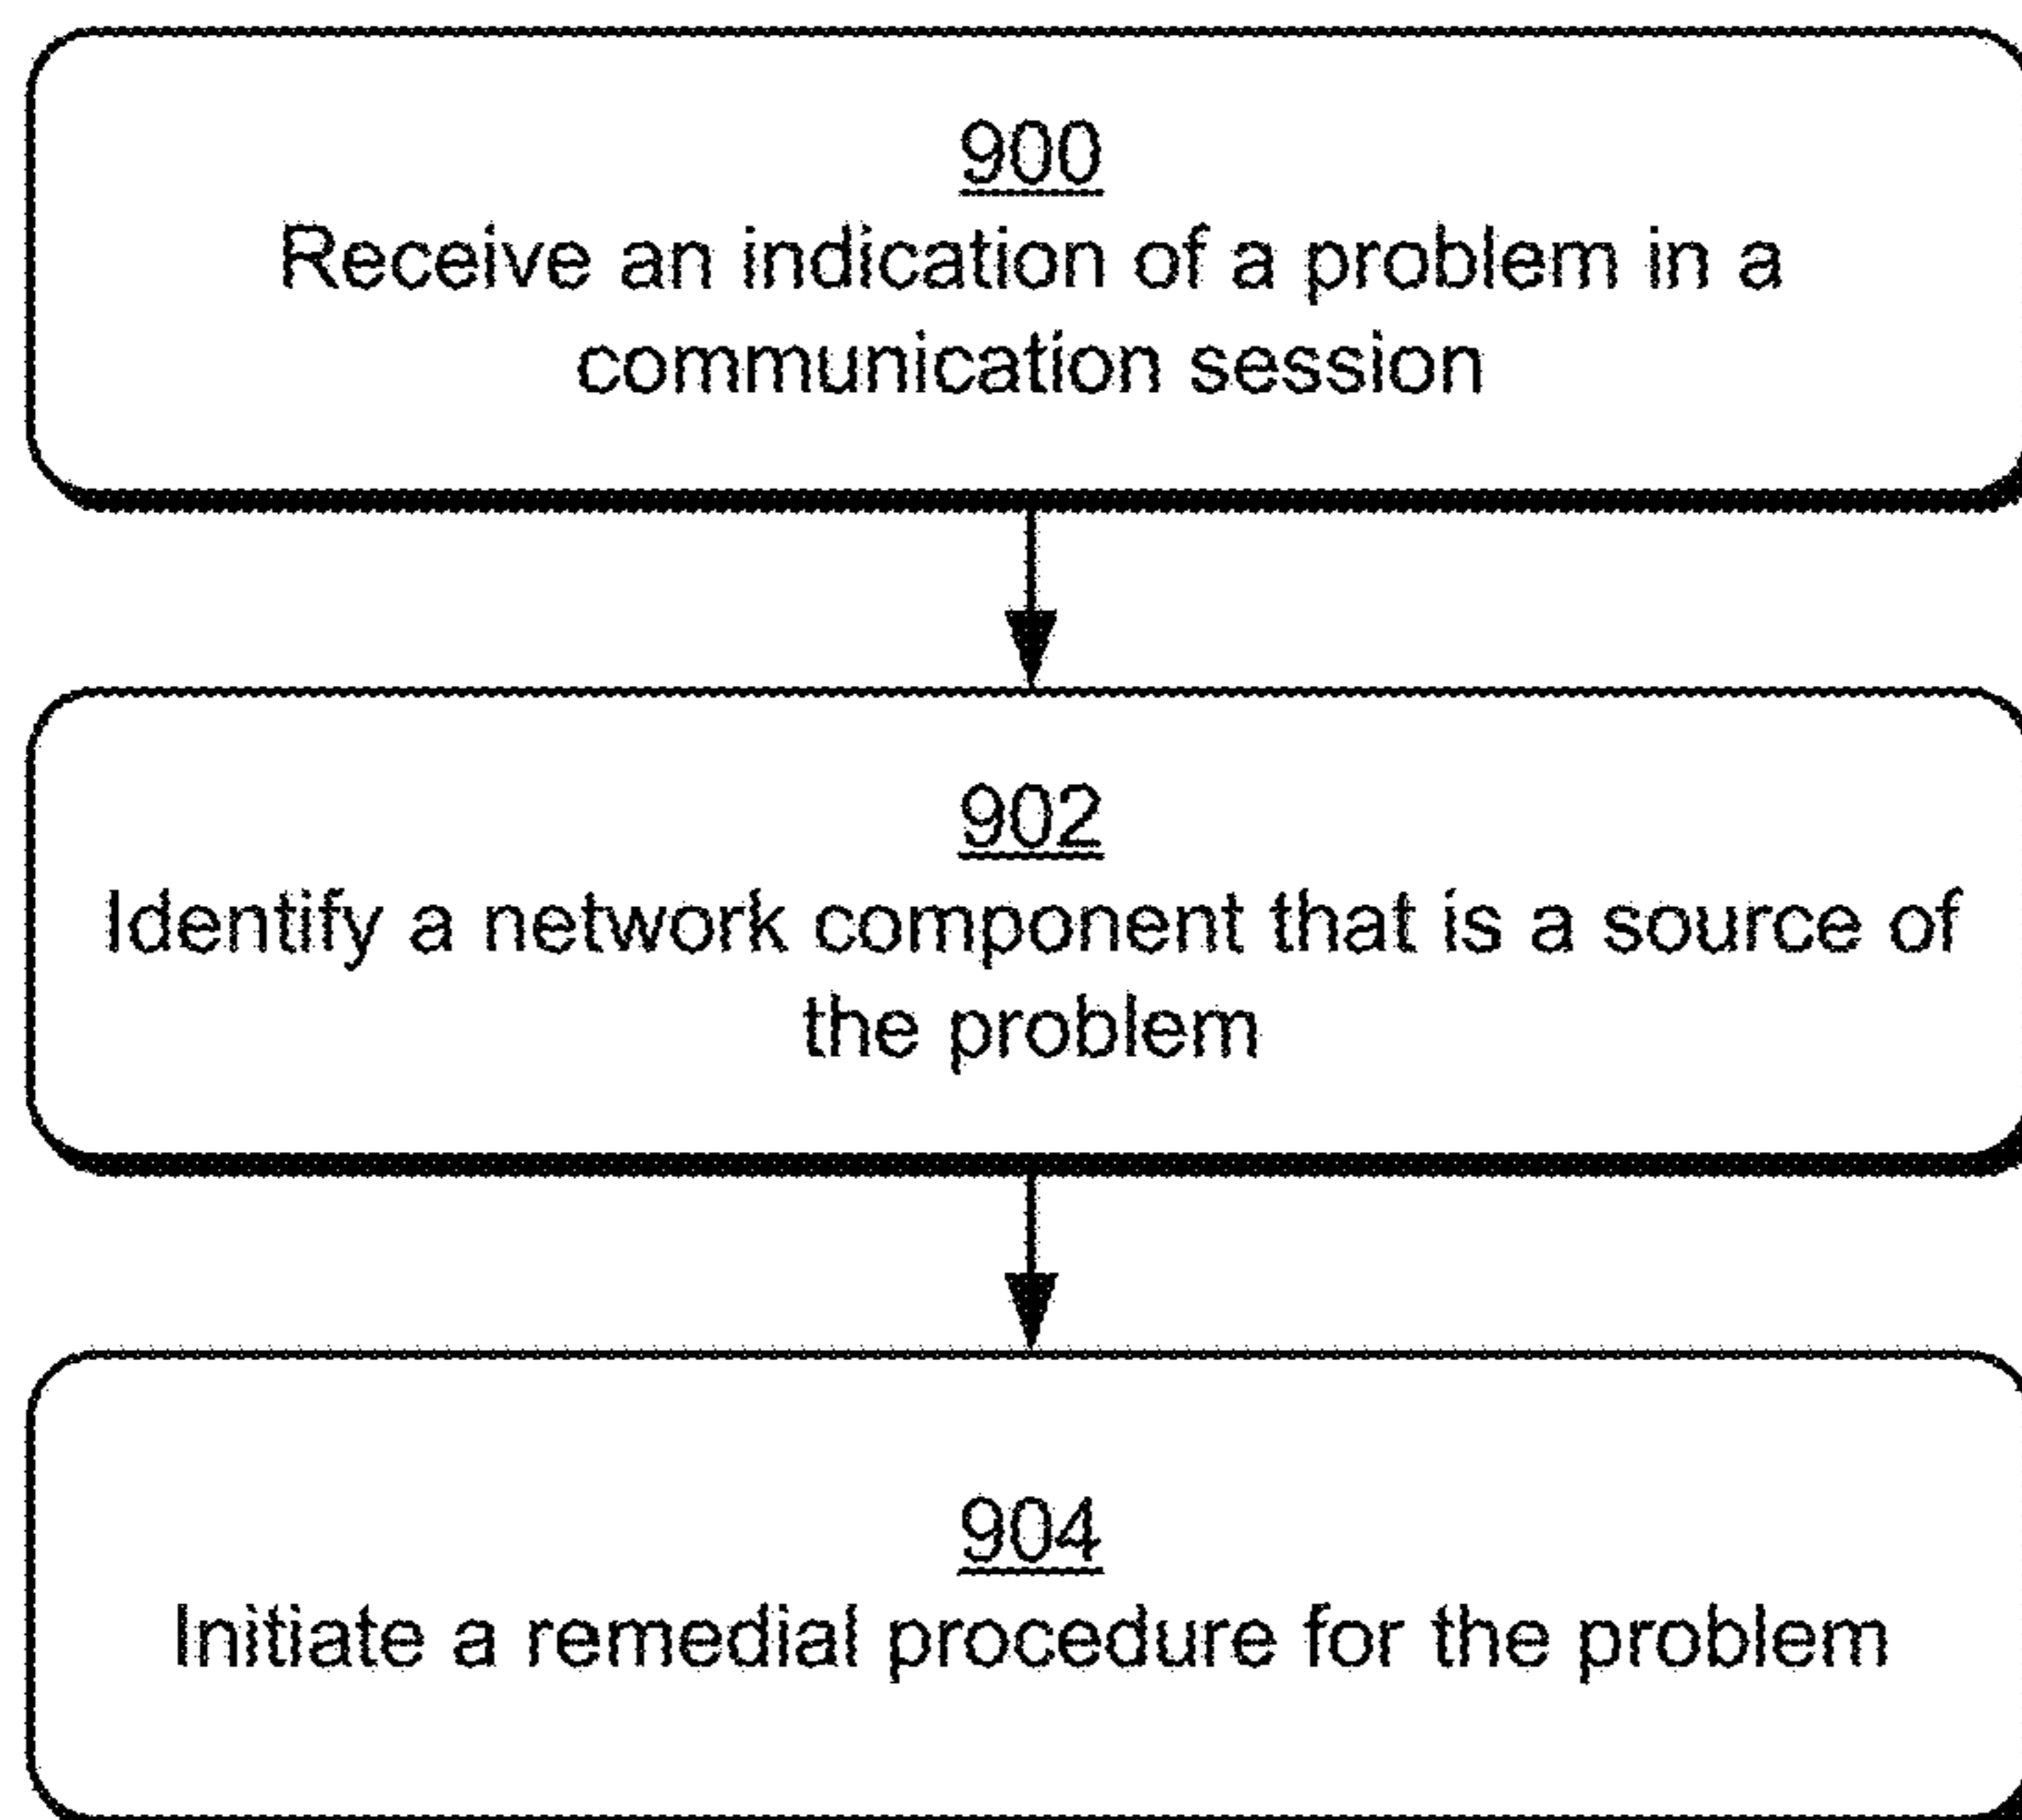 900
Receive an indication of a problem in a
communication session
902
Identify a network component that is a source of
the problem
904
Initiate a remedial procedure for the problem